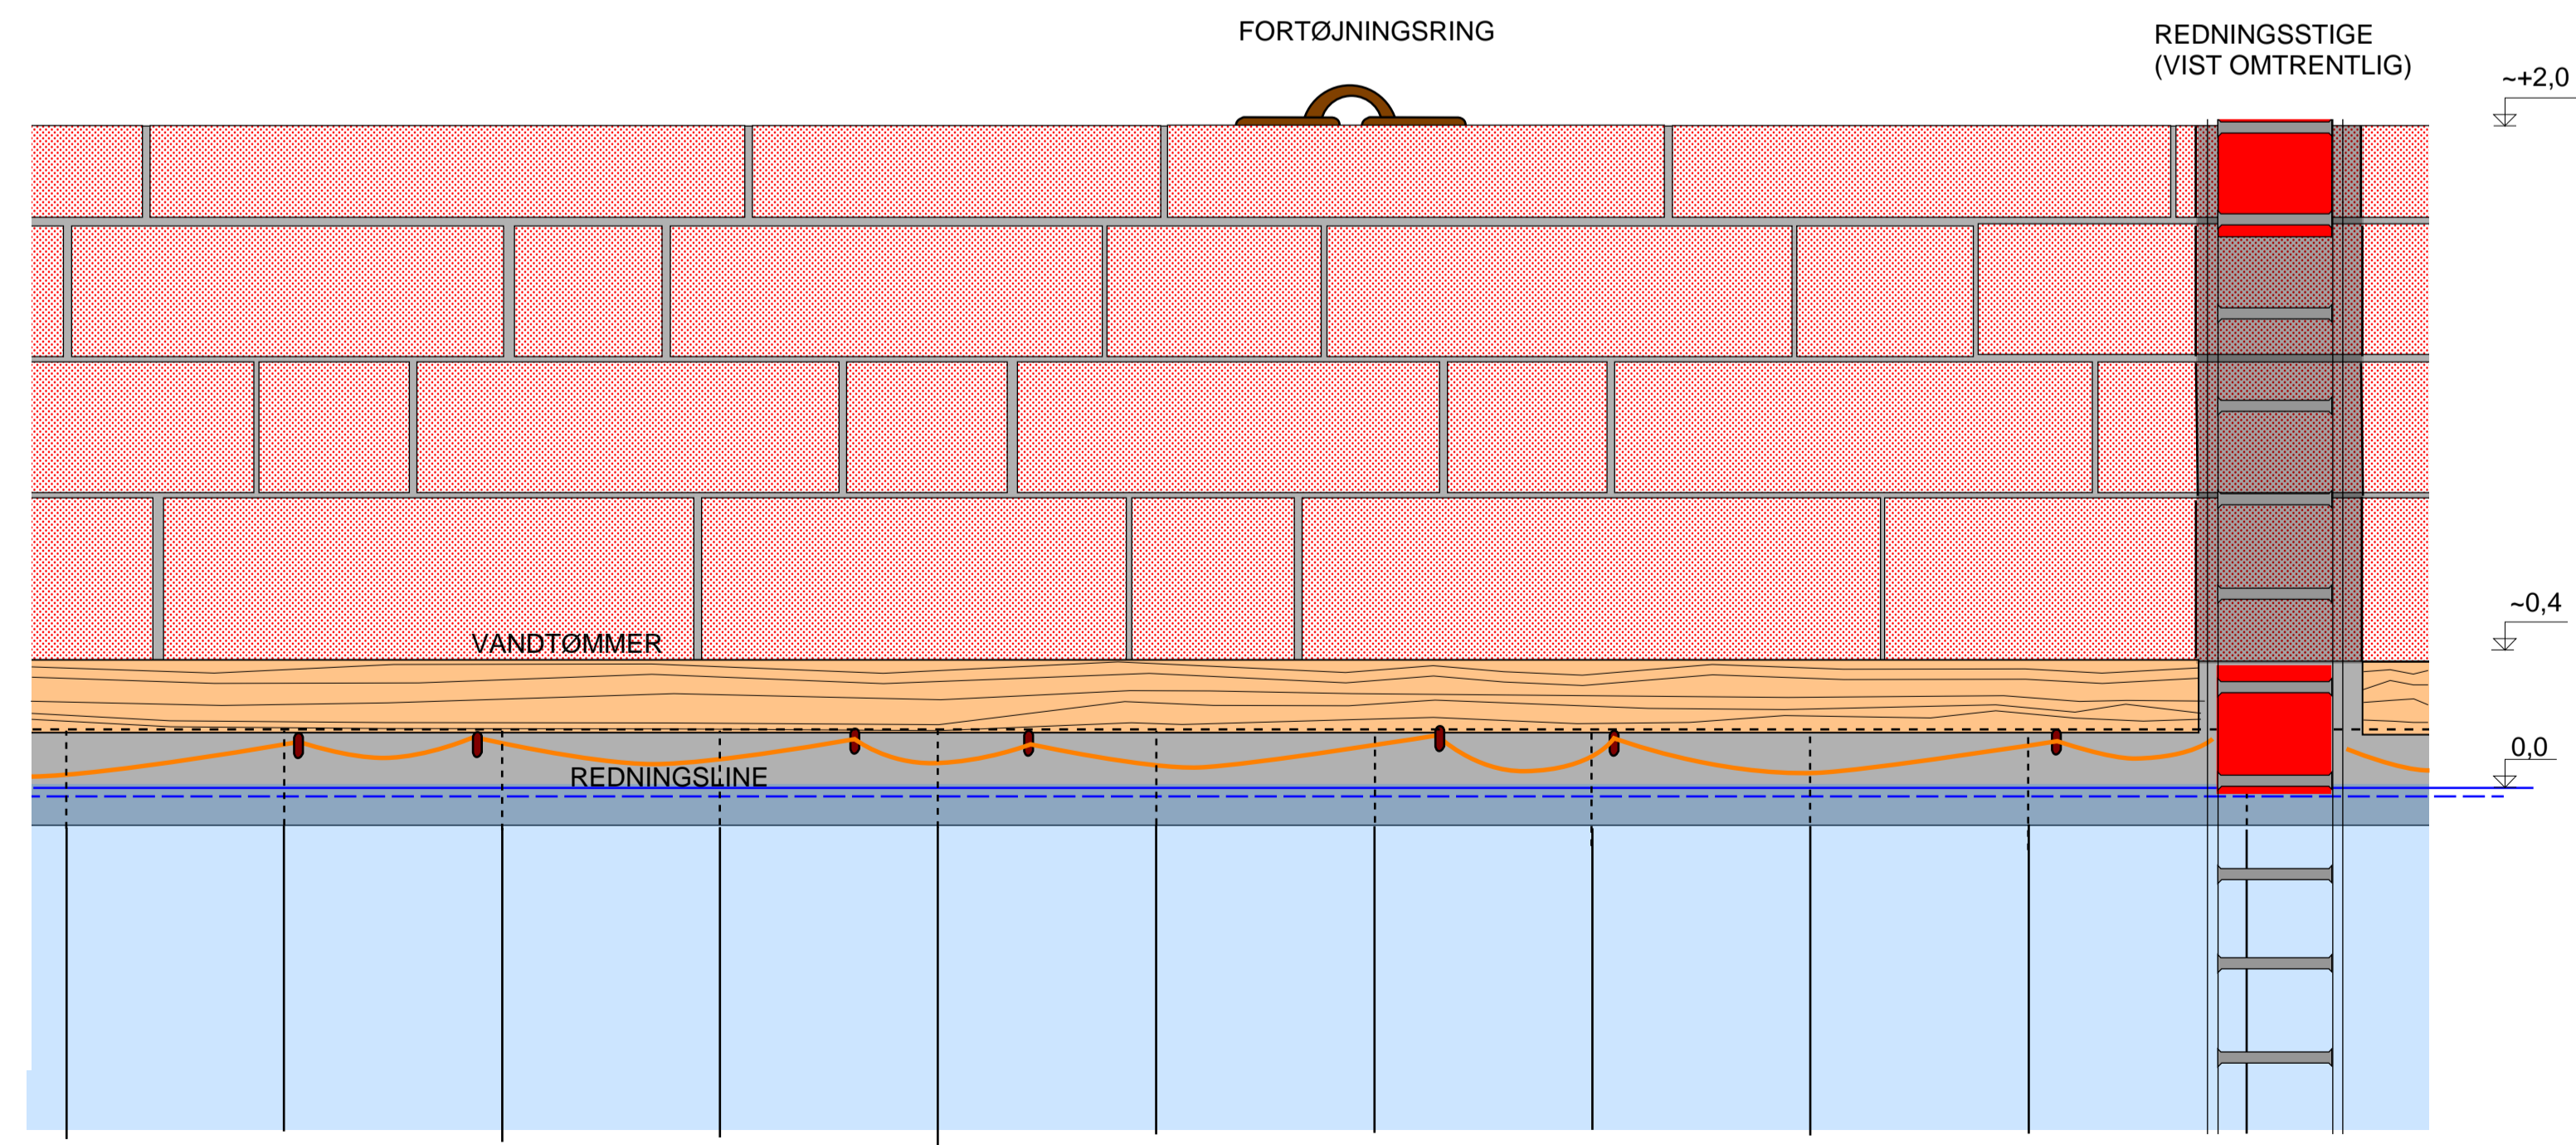 FORTØJNINGSRING
REDNINGSSTIGE
(VIST OMTRENTLIG)
~+2,0
~0,4
VANDTØMMER
0,0
REDNINGSLINE